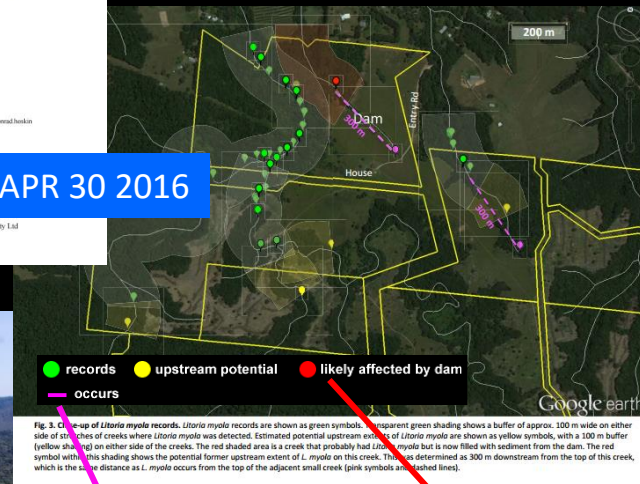 200 m
Dam
300 m
Entry Rd
House
300 m
APR 30 2016
records
upstream potential
likely affected by dam
occurs
Google earth
Fig. 3. Close-up of Litoria myola records. Litoria myola records are shown as green symbols. Transparent green shading shows a buffer of approx. 100 m wide on either
side of stretches of creeks where Litoria myola was detected. Estimated potential upstream extents of Litoria myola are shown as yellow symbols, with a 100 m buffer
(yellow shading) on either side of the creeks. The red shaded area is a creek that probably had Litoria myola but is now filled with sediment from the dam. The red
symbol within this shading shows the potential former upstream extent of L. myola on this creek. This was determined as 300 m downstream from the top of this creek,
which is the same distance as L. myola occurs from the top of the adjacent small creek (pink symbols and dashed lines).